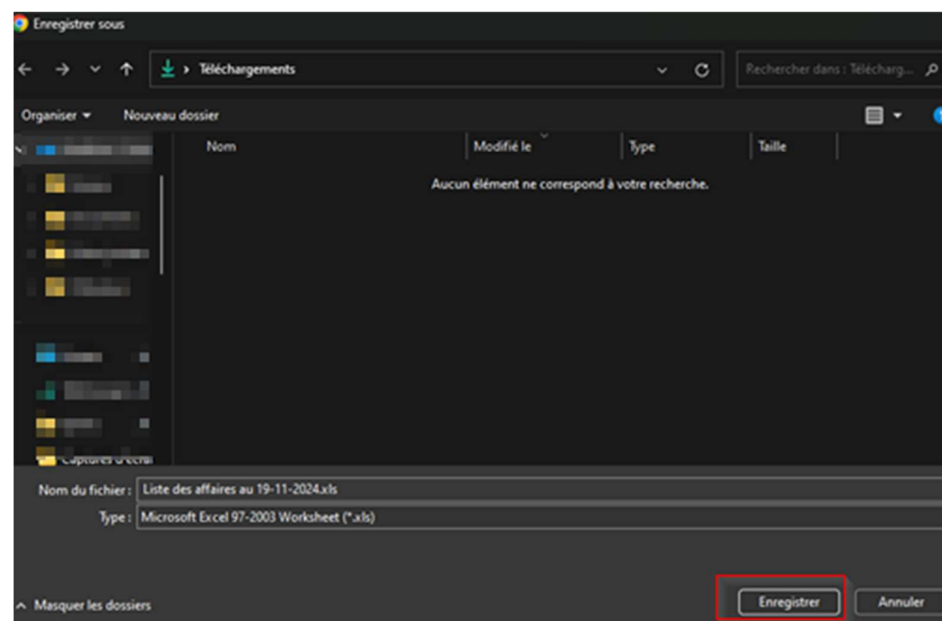 Enregistrer sous
Téléchargements
Rechercher dans : Télécharg...
Organiser
Nouveau dossier
Nom
Modifié le
Type
Taille
Aucun élément ne correspond à votre recherche.
Captures d'écran
Nom du fichier : Liste des affaires au 19-11-2024.xls
Type : Microsoft Excel 97-2003 Worksheet (*.xls)
Masquer les dossiers
Enregistrer
Annuler